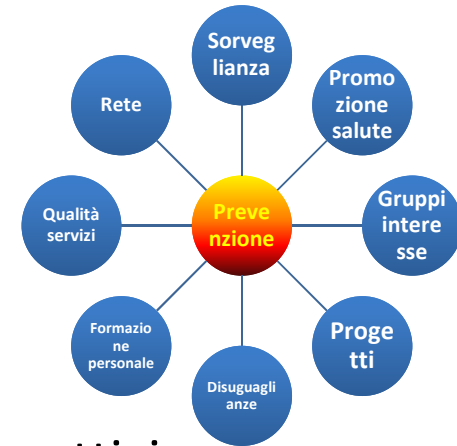 Sorveg
lianza
Promo
zione
salute
Gruppi
intere
sse
Proge
tti
Disuguagli
anze
Formazio
ne
personale
Qualità
servizi
Rete
Preve
nzione